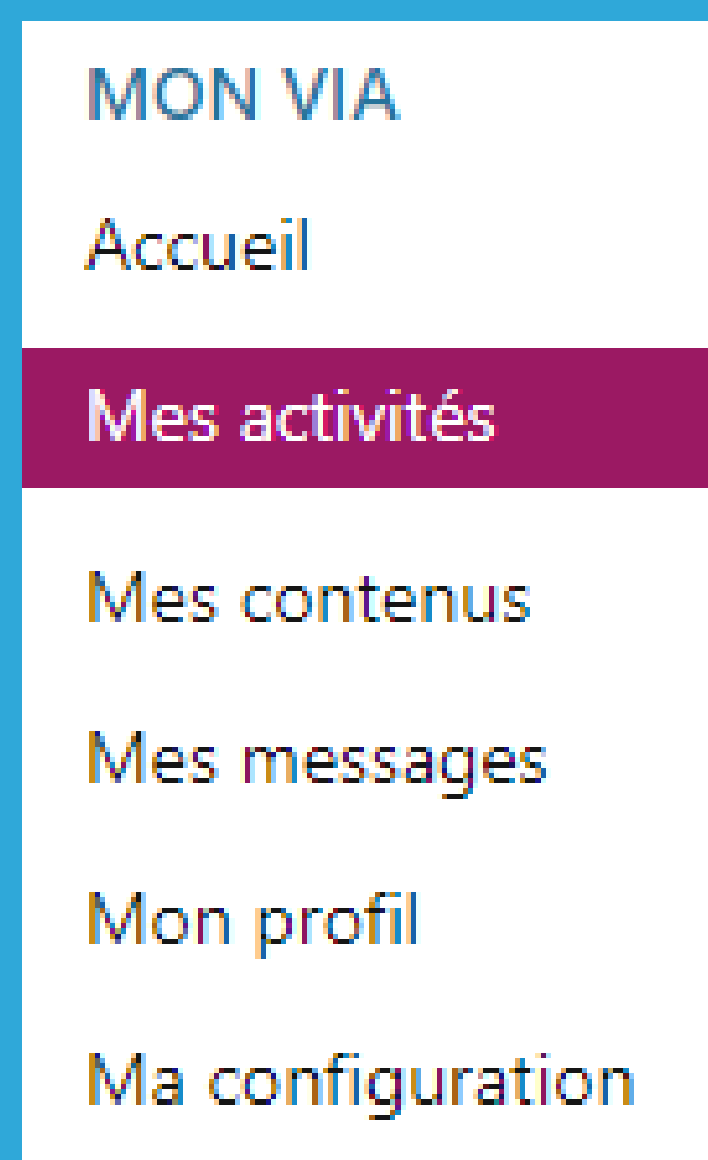 MON VIA
Accueil
Mes activités
Mes contenus
Mes messages
Mon profil
Ma configuration